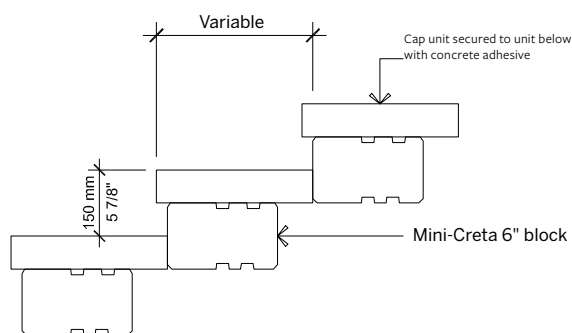 Variable
Cap unit secured to unit below
with concrete adhesive
150 mm
5 7/8"
Mini-Creta 6" block